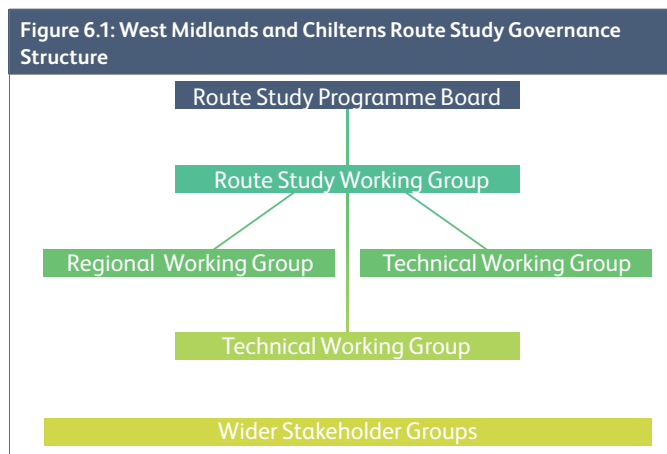 Figure 6.1: West Midlands and Chilterns Route Study Governance
Structure
Route Study Programme Board
Route Study Working Group
Regional Working Group
Technical Working Group
Technical Working Group
Wider Stakeholder Groups